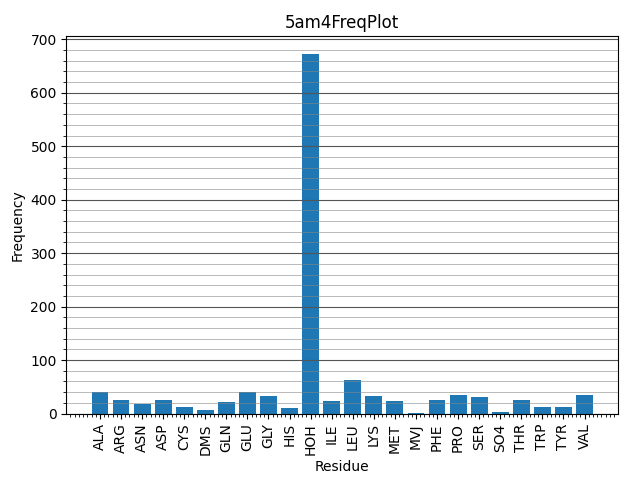 5am4FreqPlot
700
600
500
400
300
200
100
0
Frequency
ALA ARG ASN ASP CYS DMS GLN GLU GLY HIS HOH ILE LEU LYS MET MVJ PHE PRO SER SO4 THR TRP TYR VAL
Residue